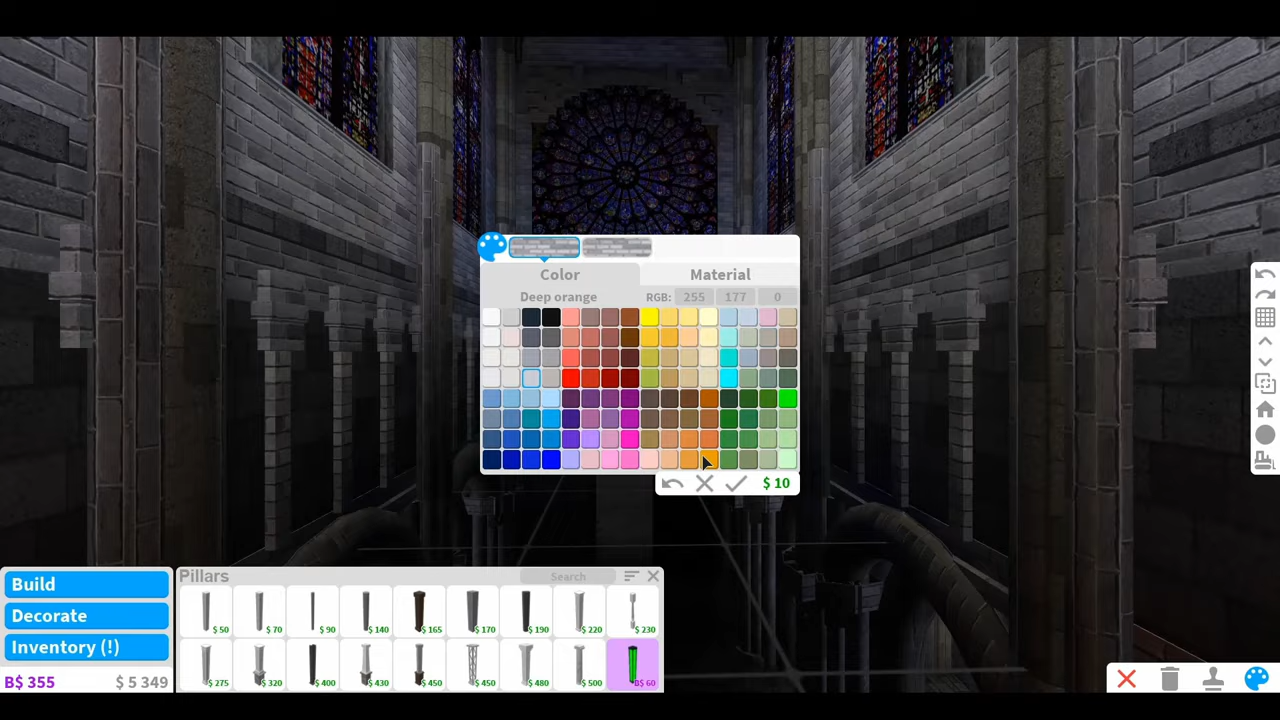 Color
Material
Deep orange
RGB: 255 177 0
$ 10
Pillars
Search
Build
Decorate
Inventory (!)
B$ 355
$ 5 349
$ 50
$ 70
$ 90
$ 140
$ 165
$ 170
$ 190
$ 220
$ 230
$ 275
$ 320
$ 400
$ 430
$ 450
$ 450
$ 480
$ 500
B$ 60